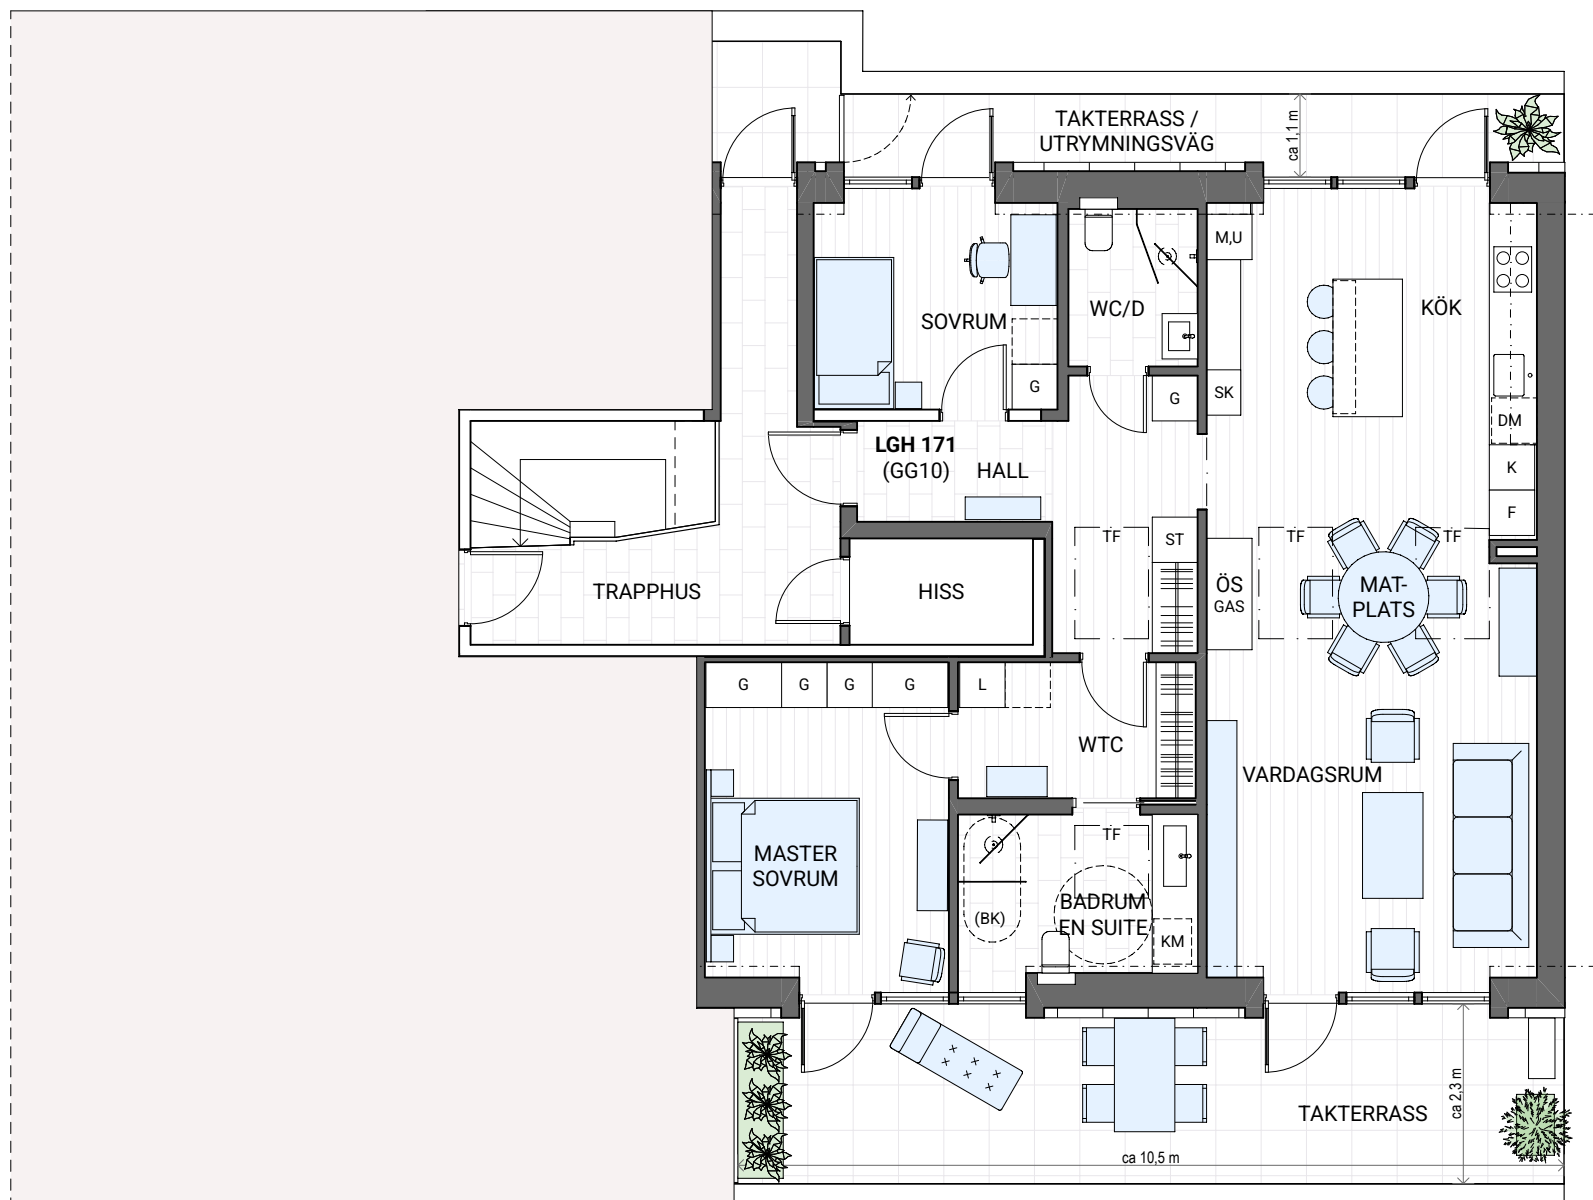 TAKTERRASS /
UTRYMNINGSVÄG
ca 1,1 m
M,U
SOVRUM
WC/D
KÖK
G
G
SK
DM
LGH 171
(GG10)
HALL
K
F
TF
ST
TF
TF
TRAPPHUS
HISS
ÖS
GAS
MAT-
PLATS
G
G
G
G
L
WTC
VARDAGSRUM
MASTER
SOVRUM
TF
(BK)
BADRUM
EN SUITE
KM
TAKTERRASS
ca 2,3 m
ca 10,5 m